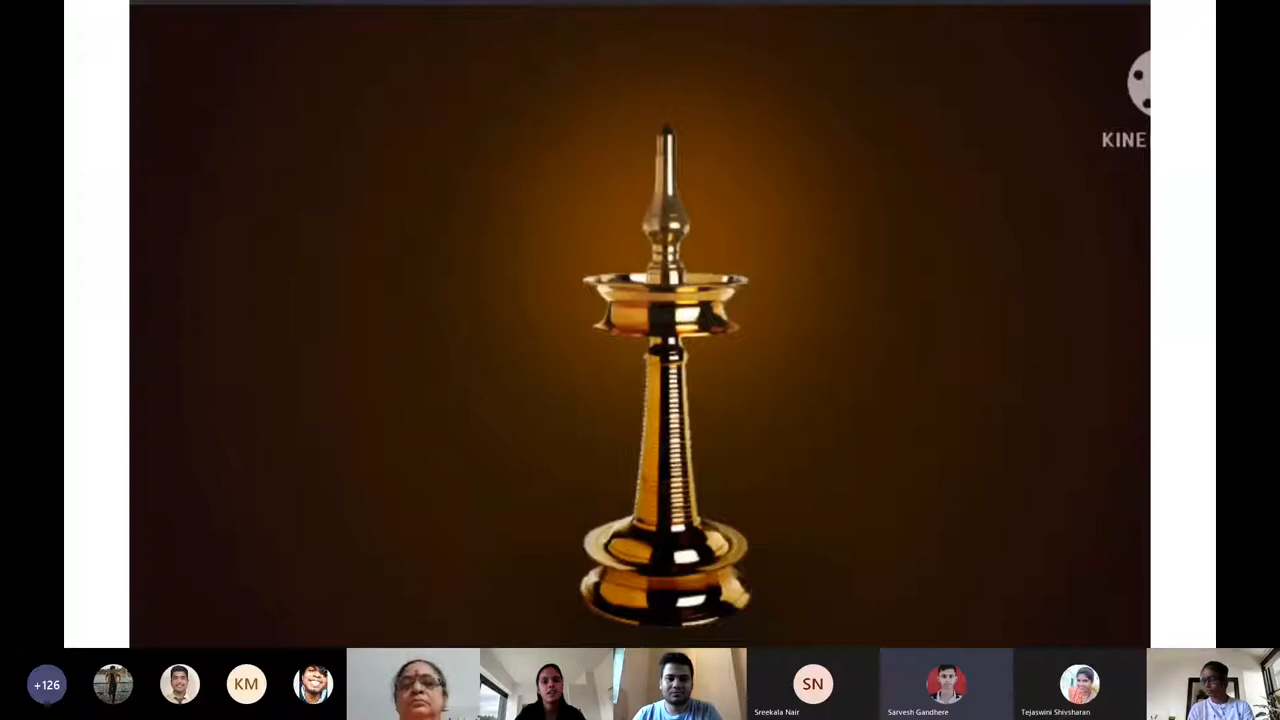 KINE
+126
KM
SN
Sreekala Nair
Sarvesh Gandhere
Tejaswini Shivsharan